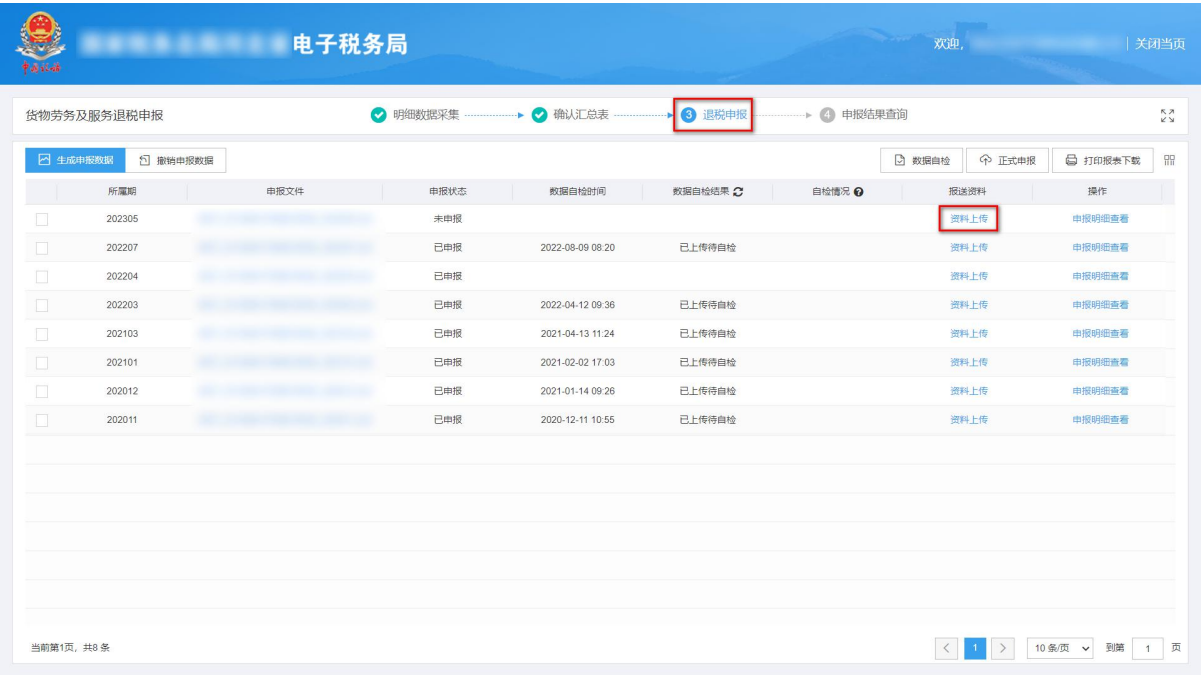 电子税务局
欢迎, 关闭当页
中国税务
货物劳务及服务退税申报 明细数据采集 确认汇总表 3 退税申报 4 申报结果查询
生成申报数据 撤销申报数据 数据自检 正式申报 打印报表下载
所属期 申报文件 申报状态 数据自检时间 数据自检结果 自检情况 报送资料 操作
202305 未申报 资料上传 申报明细查看
202207 已申报 2022-08-09 08:20 已上传待自检 资料上传 申报明细查看
202204 已申报 资料上传 申报明细查看
202203 已申报 2022-04-12 09:36 已上传待自检 资料上传 申报明细查看
202103 已申报 2021-04-13 11:24 已上传待自检 资料上传 申报明细查看
202101 已申报 2021-02-02 17:03 已上传待自检 资料上传 申报明细查看
202012 已申报 2021-01-14 09:26 已上传待自检 资料上传 申报明细查看
202011 已申报 2020-12-11 10:55 已上传待自检 资料上传 申报明细查看
当前第1页, 共8 条 1 10 条/页 到第 1 页